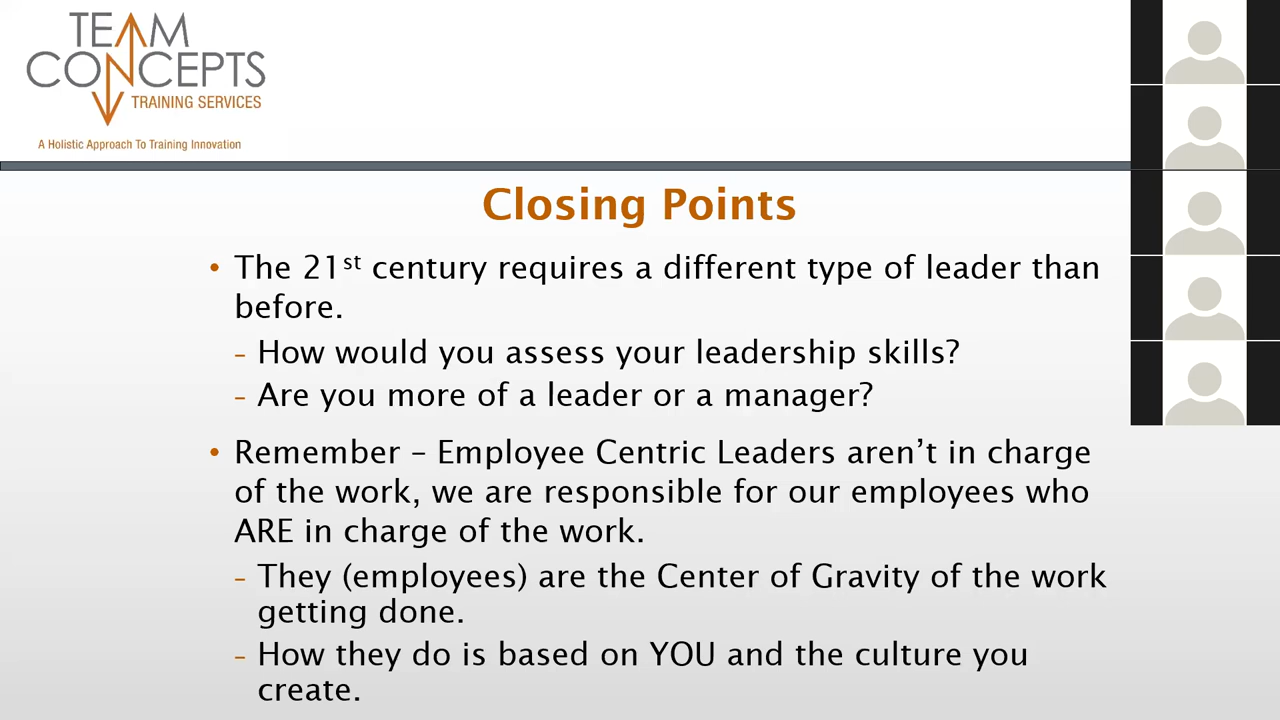 TEAM
CONCEPTS
TRAINING SERVICES
A Holistic Approach To Training Innovation
Closing Points
• The 21st century requires a different type of leader than
before.
– How would you assess your leadership skills?
– Are you more of a leader or a manager?
• Remember – Employee Centric Leaders aren’t in charge
of the work, we are responsible for our employees who
ARE in charge of the work.
– They (employees) are the Center of Gravity of the work
getting done.
– How they do is based on YOU and the culture you
create.